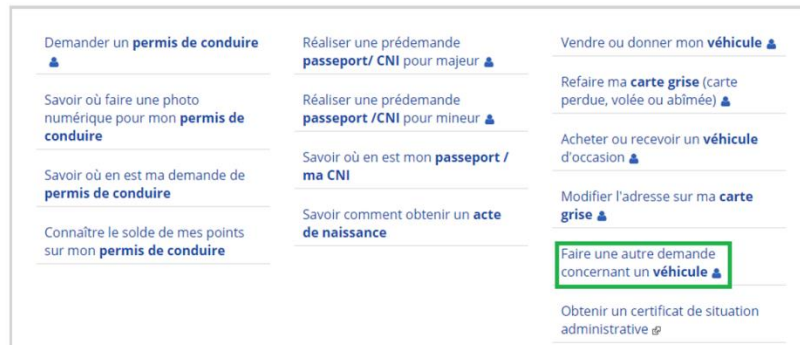 Demander un permis de conduire
Savoir où faire une photo
numérique pour mon permis de
conduire
Savoir où en est ma demande de
permis de conduire
Connaître le solde de mes points
sur mon permis de conduire
Réaliser une prédemande
passeport/ CNI pour majeur
Réaliser une prédemande
passeport /CNI pour mineur
Savoir où en est mon passeport /
ma CNI
Savoir comment obtenir un acte
de naissance
Vendre ou donner mon véhicule
Refaire ma carte grise (carte
perdue, volée ou abîmée)
Acheter ou recevoir un véhicule
d'occasion
Modifier l'adresse sur ma carte
grise
Faire une autre demande
concernant un véhicule
Obtenir un certificat de situation
administrative